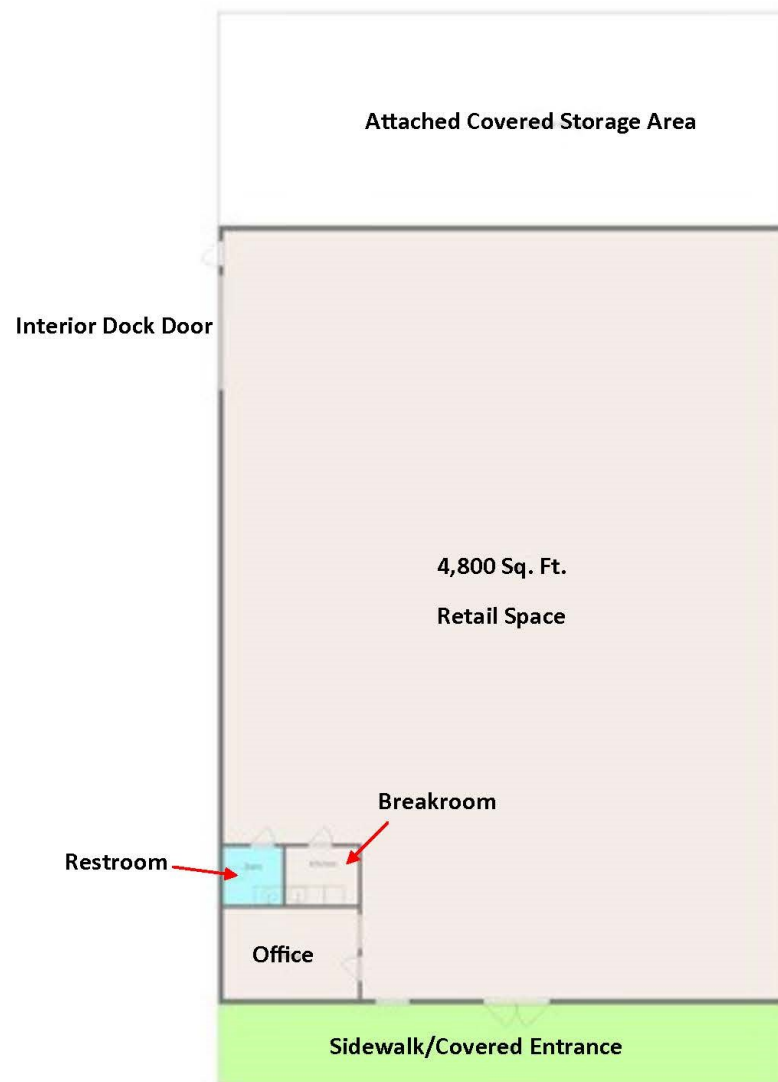 Attached Covered Storage Area
Interior Dock Door
4,800 Sq. Ft.
Retail Space
Breakroom
Restroom
Kitchen
Office
Sidewalk/Covered Entrance